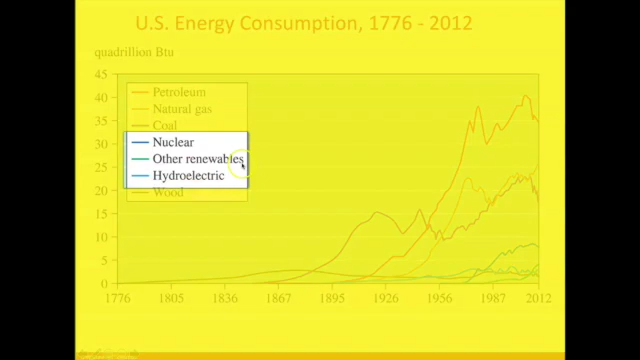 U.S. Energy Consumption, 1776 - 2012
quadrillion Btu
45
40
35
30
25
20
15
10
5
0
Petroleum
Natural gas
Coal
Nuclear
Other renewables
Hydroelectric
Wood
1776 1805 1836 1867 1895 1926 1956 1987 2012